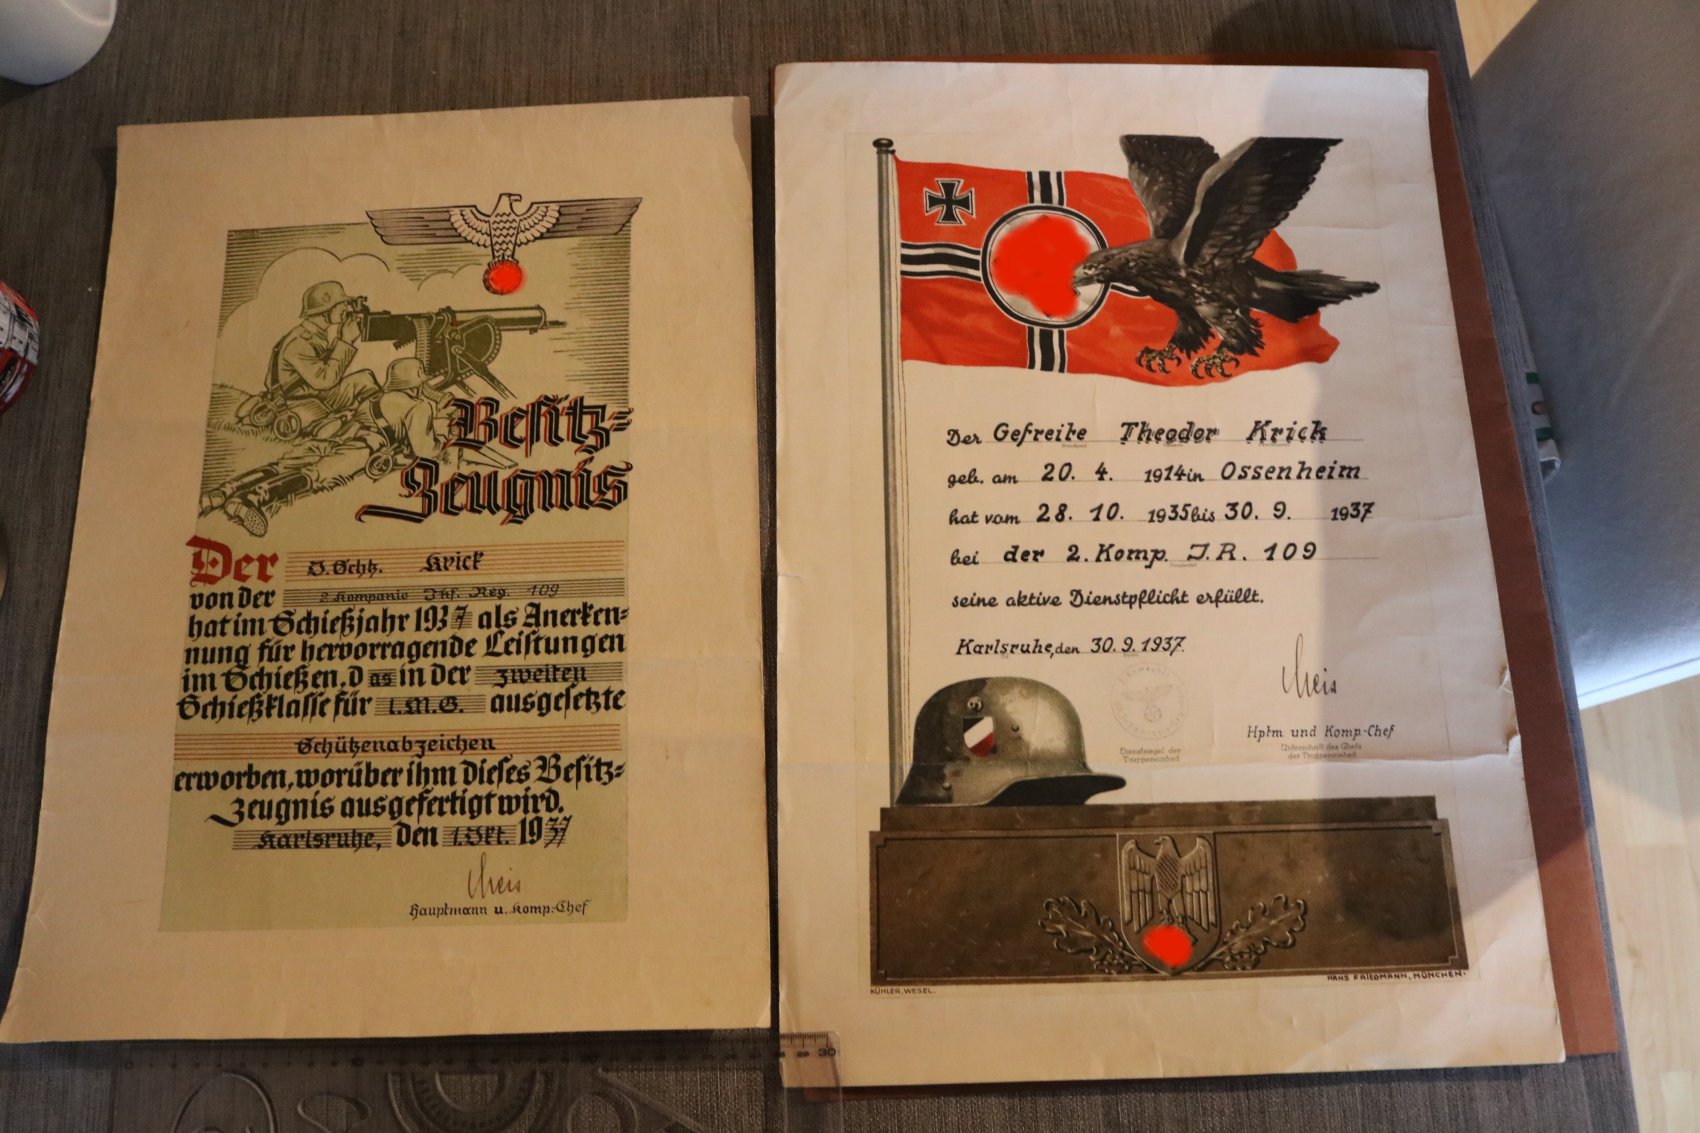 Besitz-
Zeugnis
Der O.Schtz. Krick
von der 2. Kompanie Inf. Reg. 109
hat im Schießjahr 1937 als Anerken-
nung für hervorragende Leistungen
im Schießen, das in der zweiten
Schießklasse für l.M.G. ausgesetzte
Schützenabzeichen
erworben, worüber ihm dieses Besitz-
zeugnis ausgefertigt wird.
Karlsruhe, den 1.Okt. 1937
Hauptmann u. Komp.-Chef
Der Gefreite Theodor Krick
geb. am 20. 4. 1914 in Ossenheim
hat vom 28. 10. 1935 bis 30. 9. 1937
bei der 2. Komp. J.R. 109
seine aktive Dienstpflicht erfüllt.
Karlsruhe, den 30. 9. 1937.
Hptm und Komp.-Chef
Dienstsiegel der
Truppeneinheit
Unterschrift des Chefs
der Truppeneinheit
KÜHLER, WESEL.
HANS FRIEDMANN, MÜNCHEN.
30